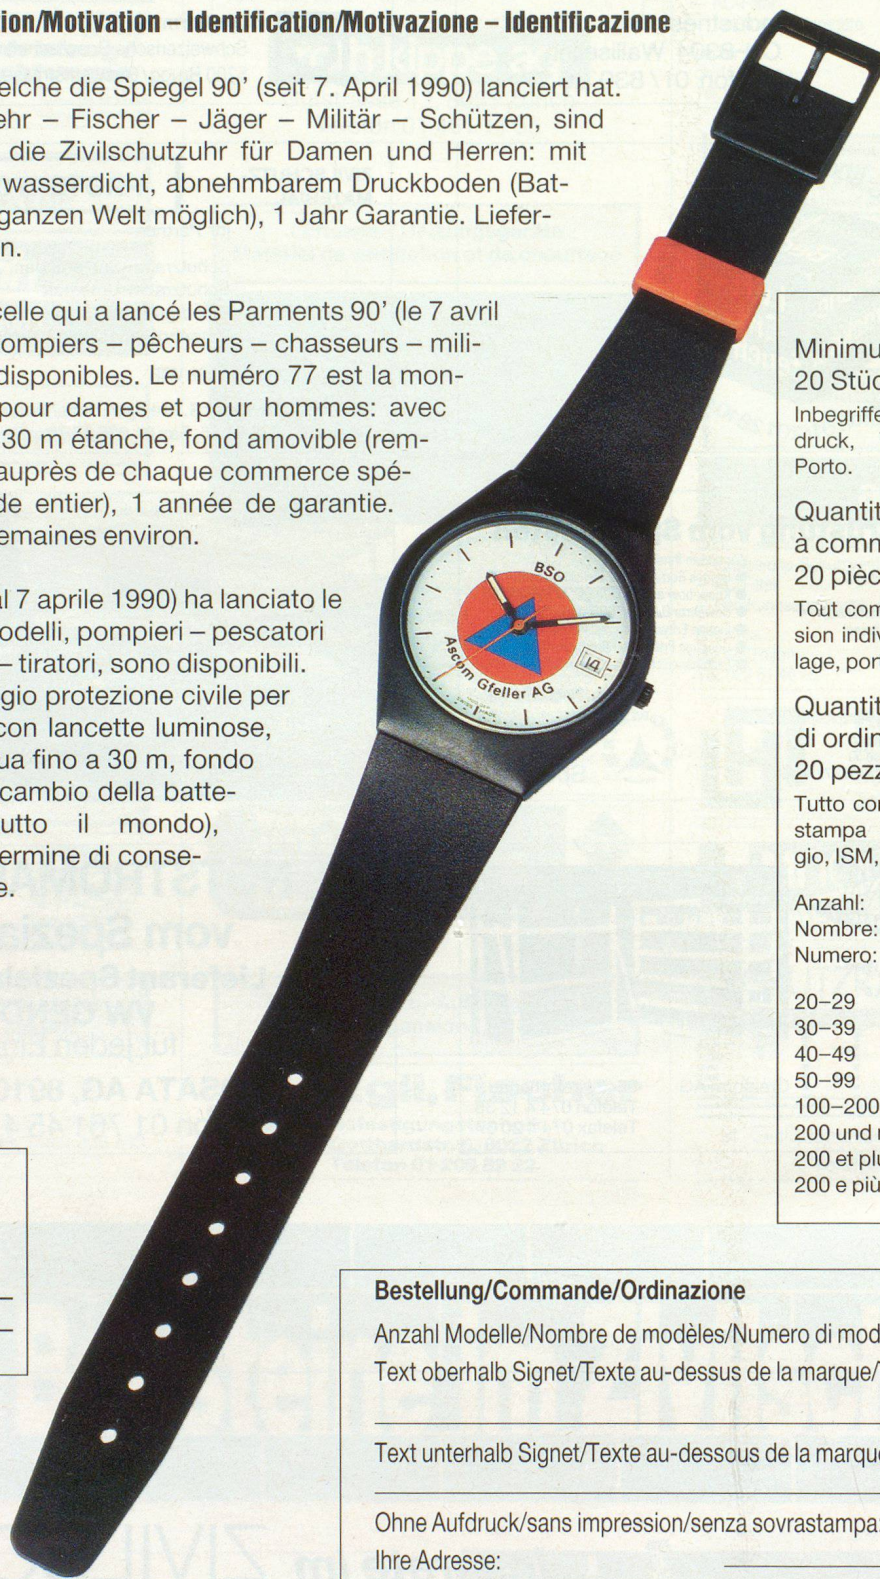 ion/Motivation – Identification/Motivazione – Identificazione
elche die Spiegel 90’ (seit 7. April 1990) lanciert hat.
ehr – Fischer – Jäger – Militär – Schützen, sind
die Zivilschutzuhr für Damen und Herren: mit
wasserdicht, abnehmbarem Druckboden (Bat-
ganzen Welt möglich), 1 Jahr Garantie. Liefer-
n.
celle qui a lancé les Parments 90’ (le 7 avril
ompiers – pêcheurs – chasseurs – mili-
disponibles. Le numéro 77 est la mon-
pour dames et pour hommes: avec
30 m étanche, fond amovible (rem-
auprès de chaque commerce spé-
de entier), 1 année de garantie.
emaines environ.
al 7 aprile 1990) ha lanciato le
odelli, pompieri – pescatori
– tiratori, sono disponibili.
gio protezione civile per
con lancette luminose,
ua fino a 30 m, fondo
cambio della batte-
utto il mondo),
ermine di conse-
e.
BSO
14
Ascom Gfeller AG
SWISS MADE
Minimu
20 Stüc
Inbegriffe
druck,
Porto.
Quantit
à comm
20 pièc
Tout com
sion indiv
lage, port
Quantit
di ordin
20 pezz
Tutto con
stampa
gio, ISM,
Anzahl:
Nombre:
Numero:
20–29
30–39
40–49
50–99
100–200
200 und m
200 et plu
200 e più
Bestellung/Commande/Ordinazione
Anzahl Modelle/Nombre de modèles/Numero di mod
Text oberhalb Signet/Texte au-dessus de la marque/T
Text unterhalb Signet/Texte au-dessous de la marque
Ohne Aufdruck/sans impression/senza sovrastampa:
Ihre Adresse: